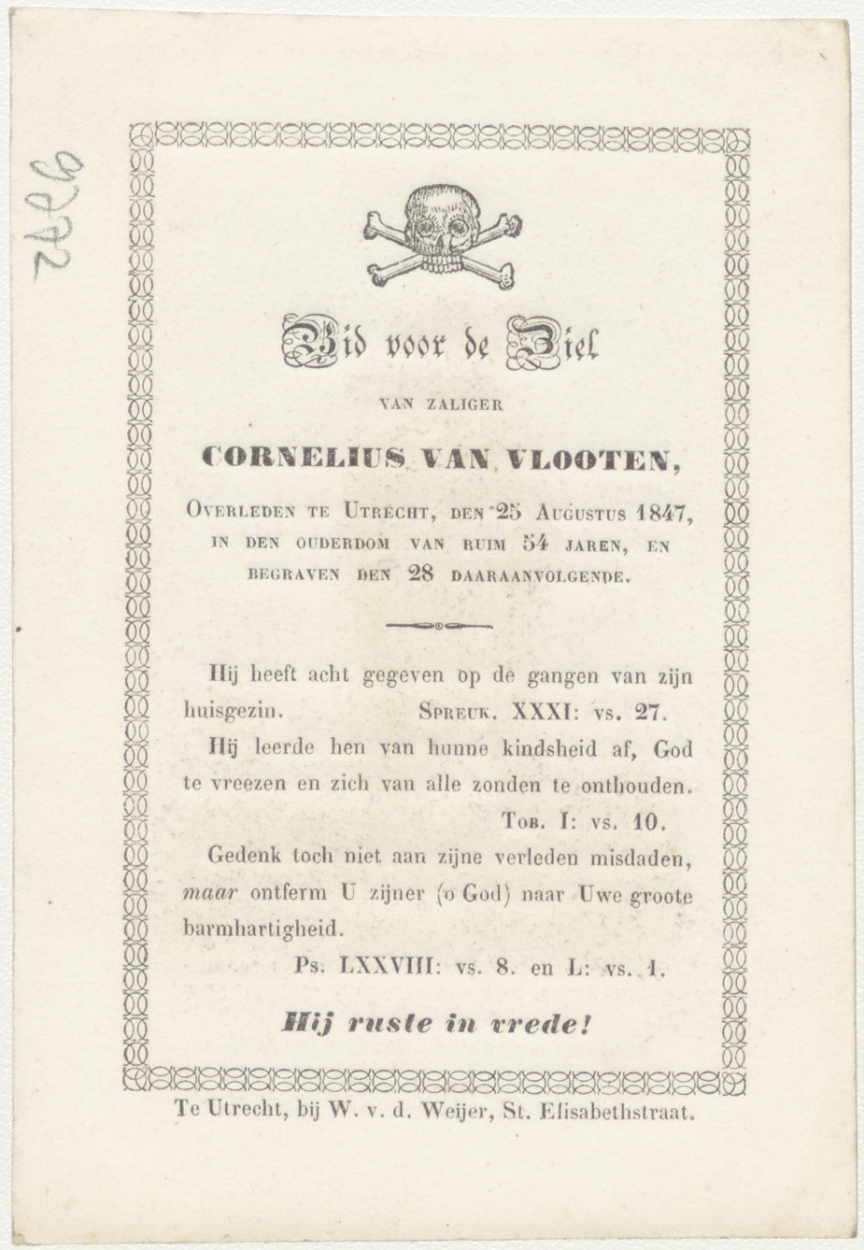 Bid voor de Ziel
VAN ZALIGER
CORNELIUS VAN VLOOTEN,
OVERLEDEN TE UTRECHT, DEN 25 AUGUSTUS 1847,
IN DEN OUDERDOM VAN RUIM 54 JAREN, EN
BEGRAVEN DEN 28 DAARAANVOLGENDE.
Hij heeft acht gegeven op de gangen van zijn
huisgezin. SPREUK. XXXI: vs. 27.
Hij leerde hen van hunne kindsheid af, God
te vreezen en zich van alle zonden te onthouden.
TOB. I: vs. 10.
Gedenk toch niet aan zijne verleden misdaden,
maar ontferm U zijner (o God) naar Uwe groote
barmhartigheid.
Ps. LXXVIII: vs. 8. en L: vs. 1.
Hij ruste in vrede!
Te Utrecht, bij W. v. d. Weijer, St. Elisabethstraat.